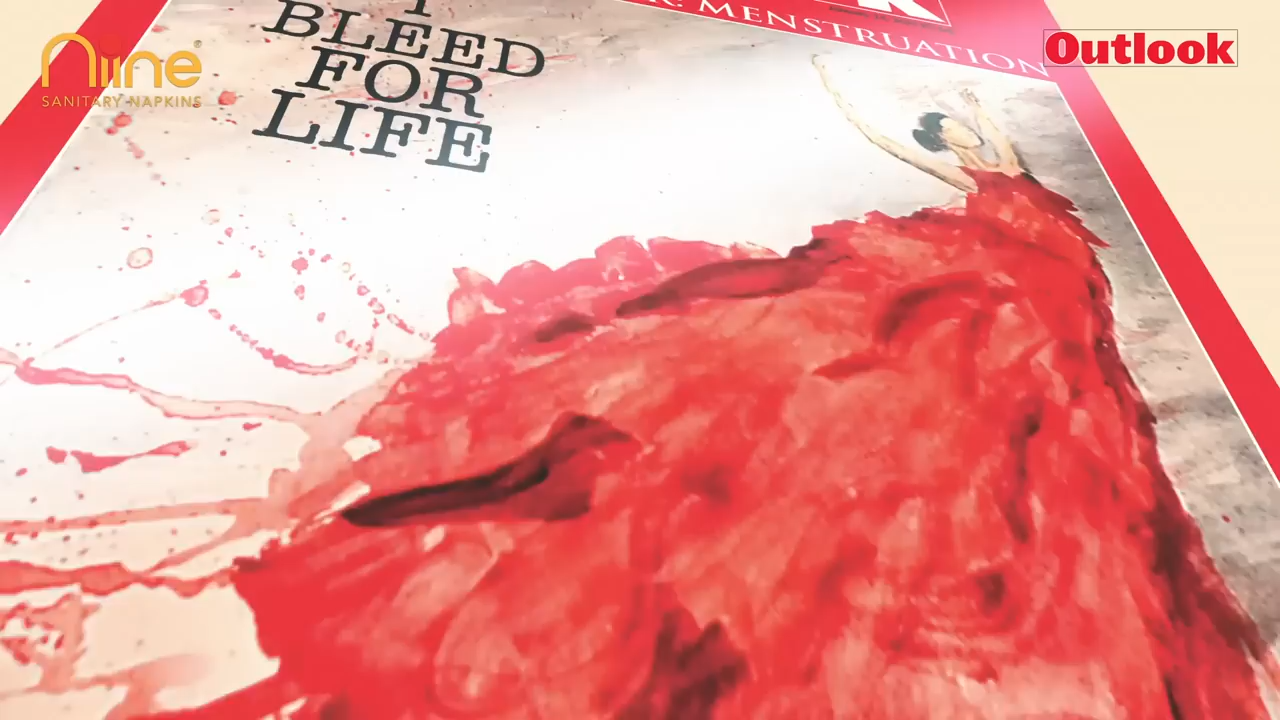 Niine
SANITARY NAPKINS
Outlook
K
R: MENSTRUATION
I
BLEED
FOR
LIFE